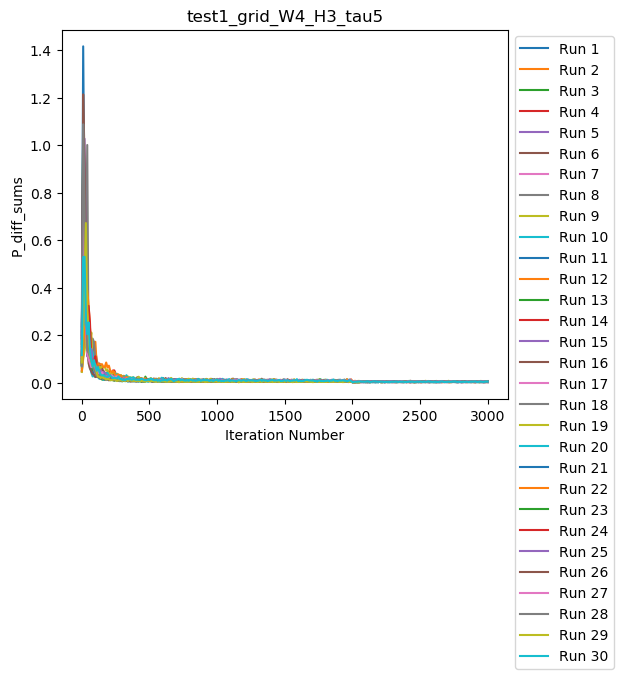 test1_grid_W4_H3_tau5
1.4
1.2
1.0
0.8
0.6
0.4
0.2
0.0
P_diff_sums
0
500
1000
1500
2000
2500
3000
Iteration Number
Run 1
Run 2
Run 3
Run 4
Run 5
Run 6
Run 7
Run 8
Run 9
Run 10
Run 11
Run 12
Run 13
Run 14
Run 15
Run 16
Run 17
Run 18
Run 19
Run 20
Run 21
Run 22
Run 23
Run 24
Run 25
Run 26
Run 27
Run 28
Run 29
Run 30